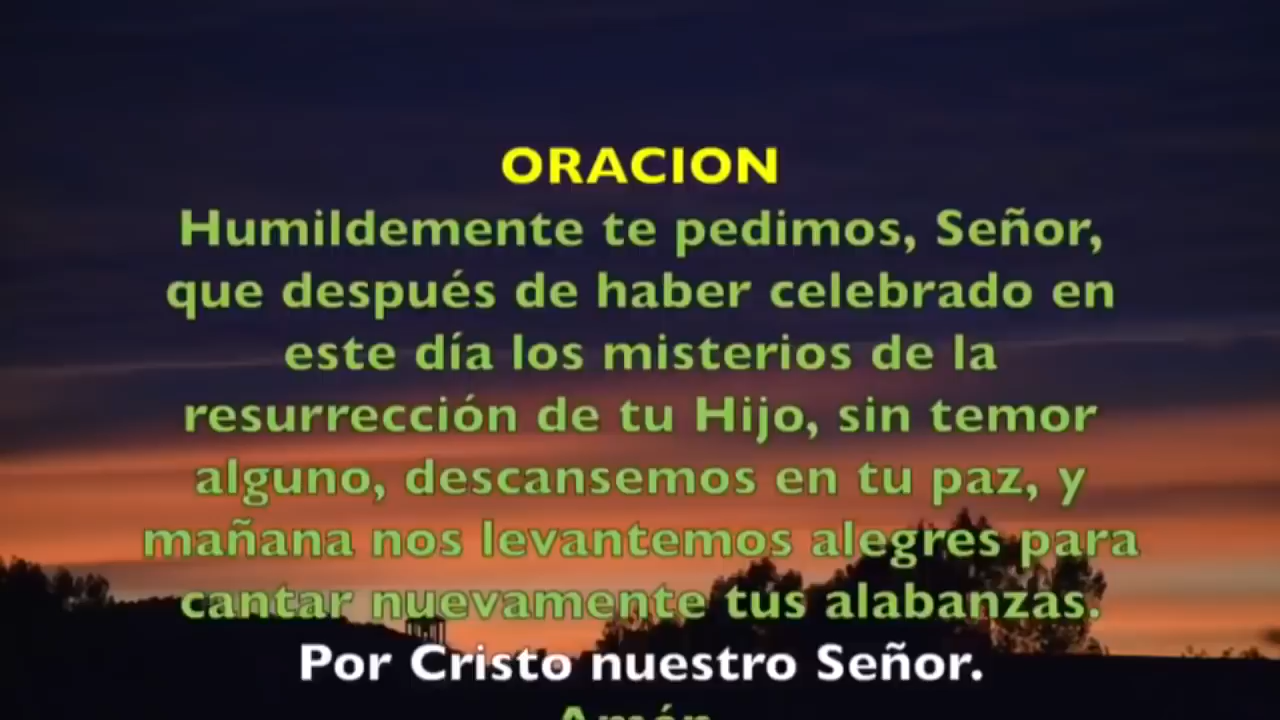 ORACION
Humildemente te pedimos, Señor,
que después de haber celebrado en
este día los misterios de la
resurrección de tu Hijo, sin temor
alguno, descansemos en tu paz, y
mañana nos levantemos alegres para
cantar nuevamente tus alabanzas.
Por Cristo nuestro Señor.
Amén